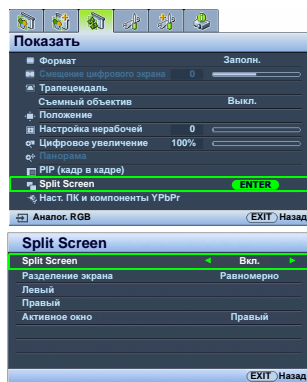 Показать
Формат Заполн.
Смещение цифрового экрана 0
Трапецеидаль
Съемный объектив Выкл.
Положение
Настройка нерабочей 0
Цифровое увеличение 100%
Панорама
PIP (кадр в кадре)
Split Screen ENTER
Наст. ПК и компоненты YPbPr
Аналог. RGB EXIT Назад
Split Screen
Split Screen Вкл.
Разделение экрана Равномерно
Левый
Правый
Активное окно Правый
EXIT Назад